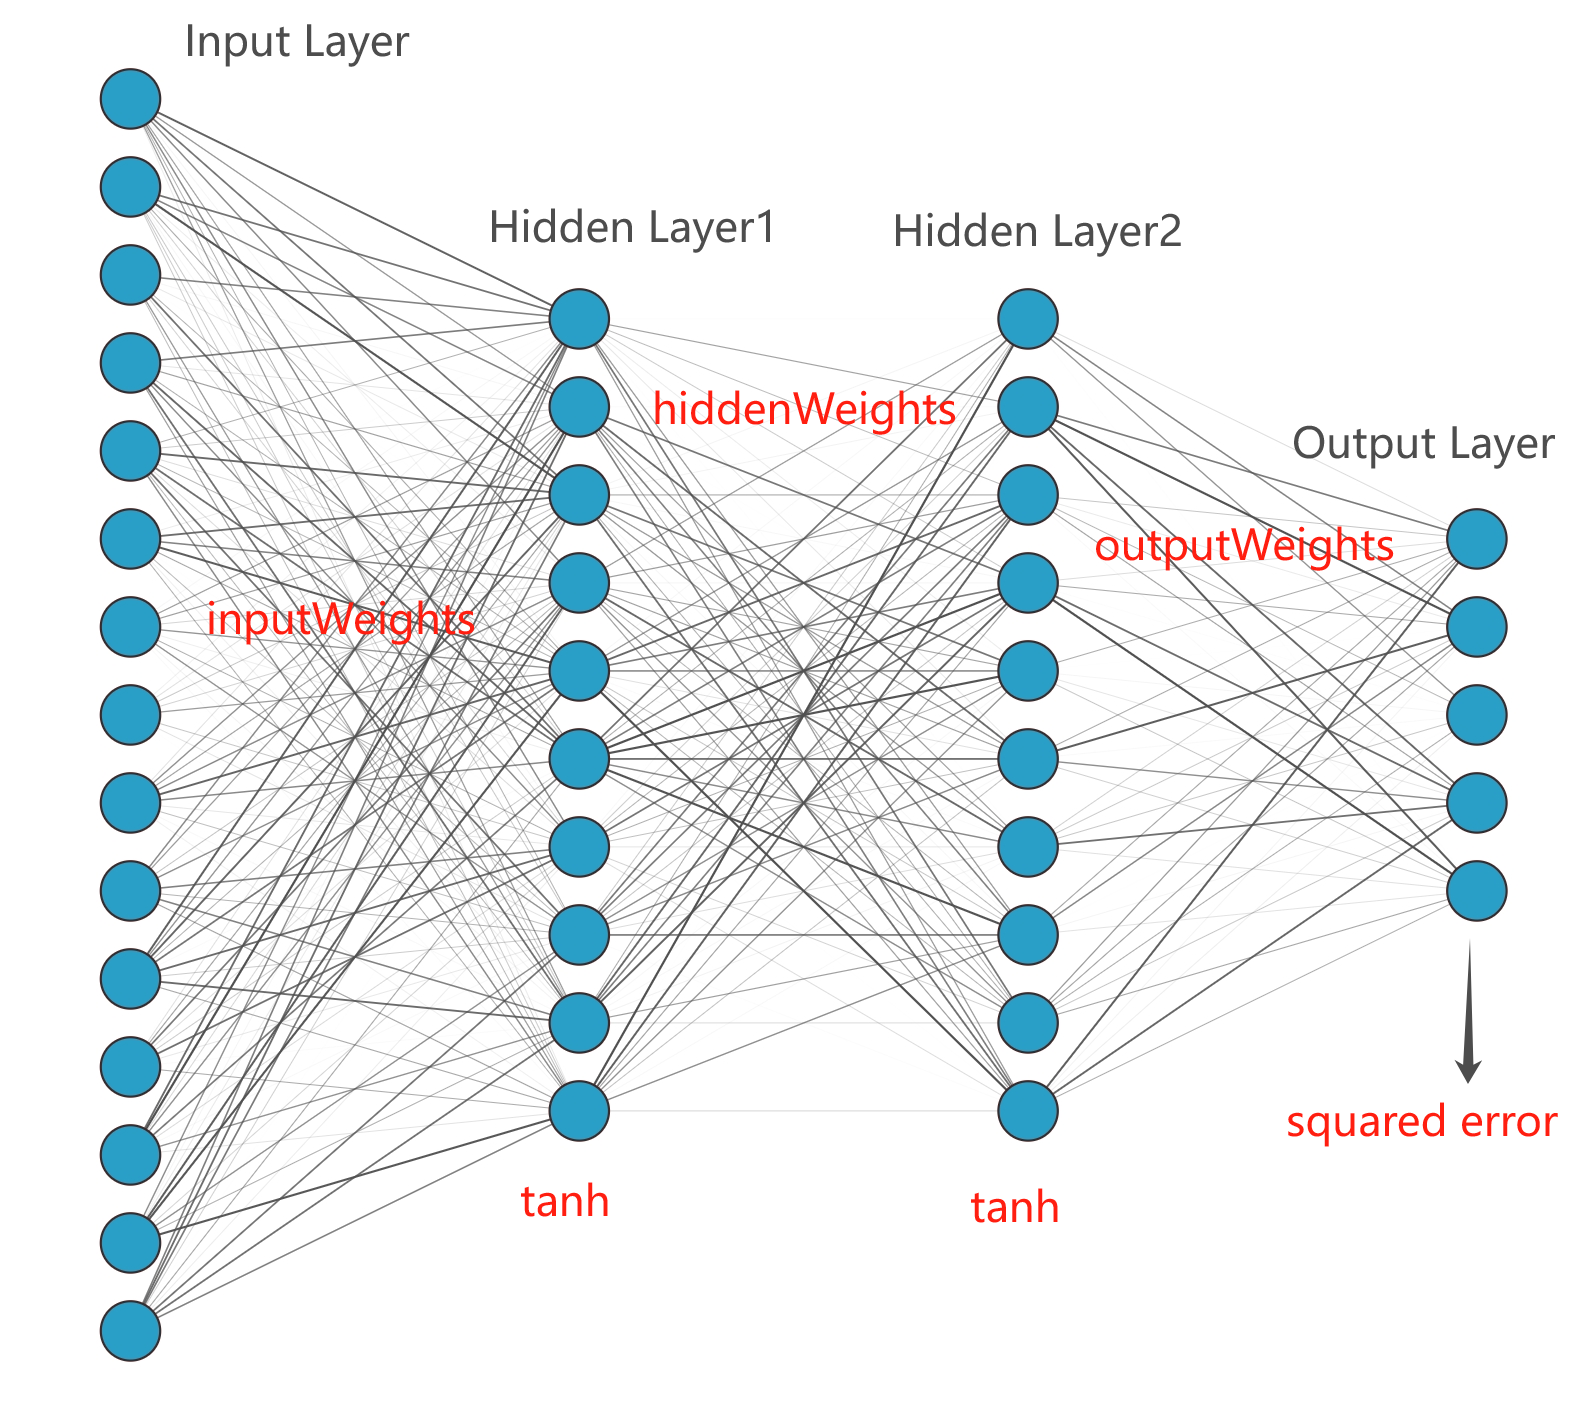 Input Layer
Hidden Layer1
Hidden Layer2
hiddenWeights
Output Layer
outputWeights
inputWeights
squared error
tanh
tanh